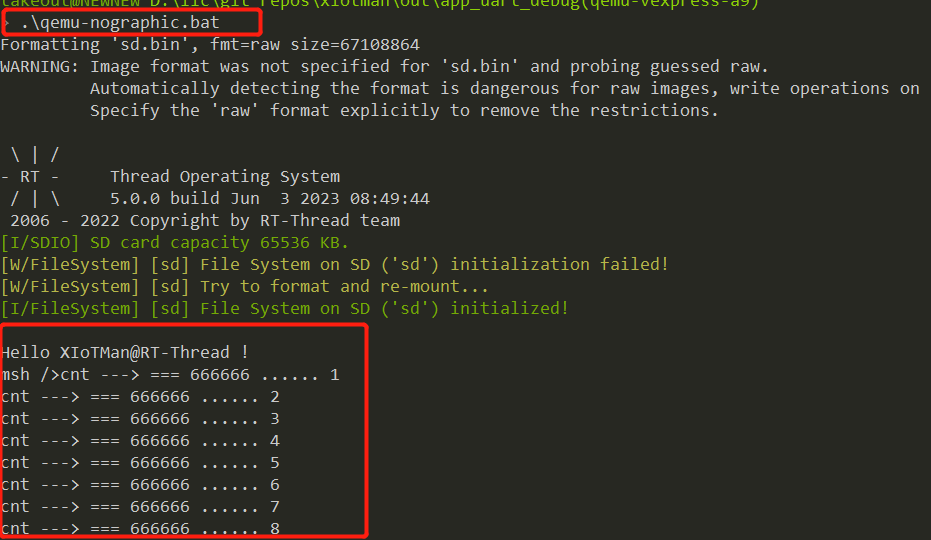 takeout@NEWNEW D:\llc\git repos\xiotman\out\app_uart_debug(qemu-vexpress-a9)
> .\qemu-nographic.bat
Formatting 'sd.bin', fmt=raw size=67108864
WARNING: Image format was not specified for 'sd.bin' and probing guessed raw.
         Automatically detecting the format is dangerous for raw images, write operations on
         Specify the 'raw' format explicitly to remove the restrictions.
 \ | /
- RT -     Thread Operating System
 / | \     5.0.0 build Jun  3 2023 08:49:44
 2006 - 2022 Copyright by RT-Thread team
[I/SDIO] SD card capacity 65536 KB.
[W/FileSystem] [sd] File System on SD ('sd') initialization failed!
[W/FileSystem] [sd] Try to format and re-mount...
[I/FileSystem] [sd] File System on SD ('sd') initialized!
Hello XIoTMan@RT-Thread !
msh />cnt ---> === 666666 ...... 1
cnt ---> === 666666 ...... 2
cnt ---> === 666666 ...... 3
cnt ---> === 666666 ...... 4
cnt ---> === 666666 ...... 5
cnt ---> === 666666 ...... 6
cnt ---> === 666666 ...... 7
cnt ---> === 666666 ...... 8